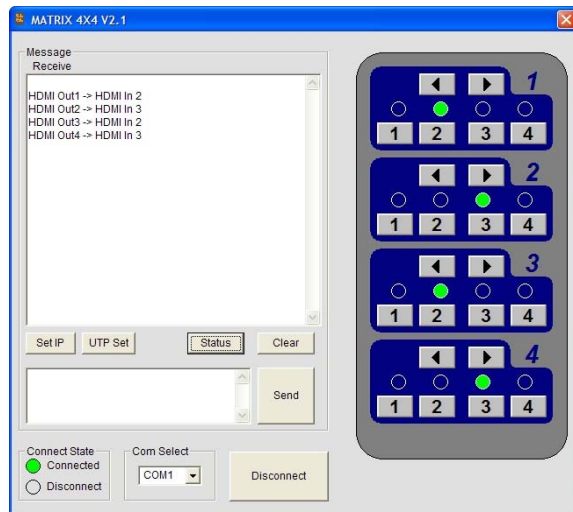 MATRIX 4X4 V2.1
Message
Receive
HDMI Out1 -> HDMI In 2
HDMI Out2 -> HDMI In 3
HDMI Out3 -> HDMI In 2
HDMI Out4 -> HDMI In 3
Set IP UTP Set Status Clear
Send
Connect State
Connected
Disconnect
Com Select
COM1
Disconnect
1
1 2 3 4
2
1 2 3 4
3
1 2 3 4
4
1 2 3 4